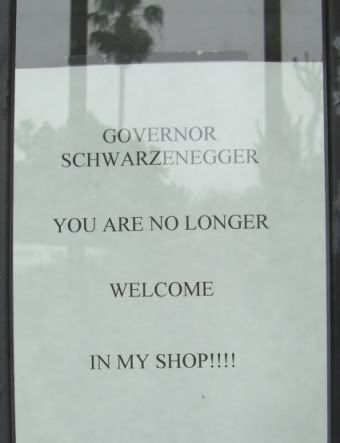 GOVERNOR
SCHWARZENEGGER
YOU ARE NO LONGER
WELCOME
IN MY SHOP!!!!